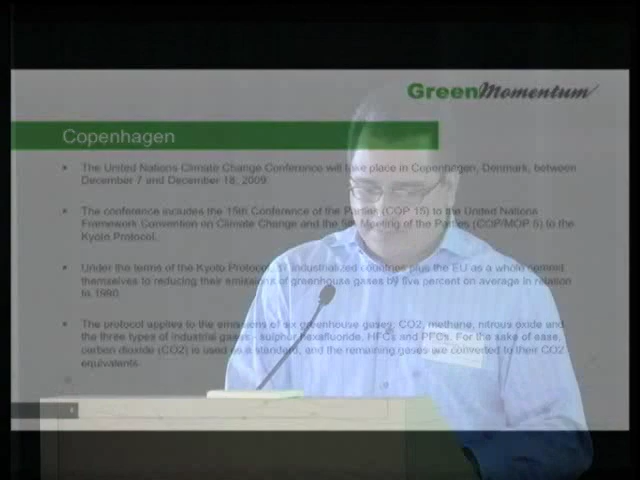 GreenMomentum
Copenhagen
The United Nations Climate Change Conference will take place in Copenhagen, Denmark, between
December 7 and December 18, 2009.
The conference includes the 15th Conference of the Parties (COP 15) to the United Nations
Framework Convention on Climate Change and the 5th Meeting of the Parties (COP/MOP 5) to the
Kyoto Protocol.
Under the terms of the Kyoto Protocol industrialized countries plus the EU as a whole commit
themselves to reducing their emissions of greenhouse gases by five percent on average in relation
to 1990.
The protocol applies to the emissions of six greenhouse gases; CO2, methane, nitrous oxide and
the three types of industrial gases - sulphur hexafluoride, HFCs and PFCs. For the sake of ease,
carbon dioxide (CO2) is used as a standard, and the remaining gases are converted to their CO2
equivalents.